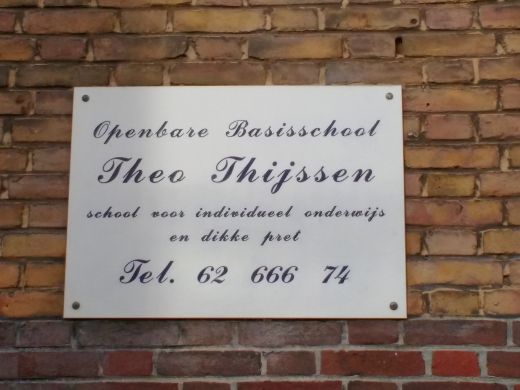 Openbare Basisschool
Theo Thijssen
school voor individueel onderwijs
en dikke pret
Tel. 62 666 74